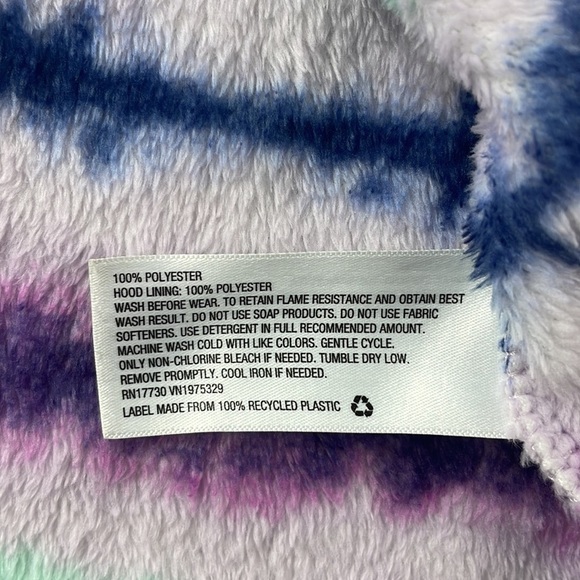 100% POLYESTER
HOOD LINING: 100% POLYESTER
WASH BEFORE WEAR. TO RETAIN FLAME RESISTANCE AND OBTAIN BEST
WASH RESULT. DO NOT USE SOAP PRODUCTS. DO NOT USE FABRIC
SOFTENERS. USE DETERGENT IN FULL RECOMMENDED AMOUNT.
MACHINE WASH COLD WITH LIKE COLORS. GENTLE CYCLE.
ONLY NON-CHLORINE BLEACH IF NEEDED. TUMBLE DRY LOW.
REMOVE PROMPTLY. COOL IRON IF NEEDED.
RN17730 VN1975329
LABEL MADE FROM 100% RECYCLED PLASTIC